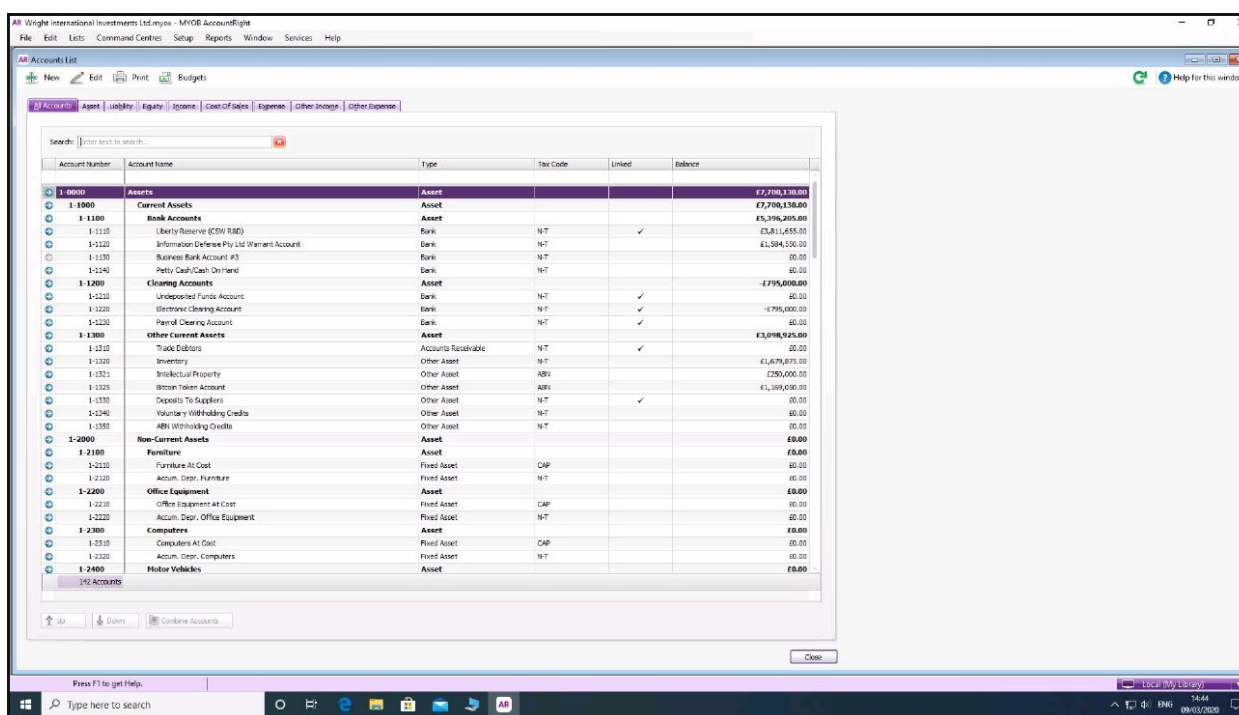 AR Wright International Investments Ltd.myox - MYOB AccountRight
File Edit Lists Command Centres Setup Reports Window Services Help
AR Accounts List
New Edit Print Budgets Help for this windo
All Accounts Asset Liability Equity Income Cost Of Sales Expense Other Income Other Expense
Search: Enter text to search...
Account Number Account Name Type Tax Code Linked Balance
1-0000 Assets Asset £7,700,130.00
1-1000 Current Assets Asset £7,700,130.00
1-1100 Bank Accounts Asset £5,396,205.00
1-1110 Liberty Reserve (CSW R&D) Bank N-T ✓ £3,811,655.00
1-1120 Information Defense Pty Ltd Warrant Account Bank N-T £1,584,550.00
1-1130 Business Bank Account #3 Bank N-T £0.00
1-1140 Petty Cash/Cash On Hand Bank N-T £0.00
1-1200 Clearing Accounts Asset -£795,000.00
1-1210 Undeposited Funds Account Bank N-T ✓ £0.00
1-1220 Electronic Clearing Account Bank N-T ✓ -£795,000.00
1-1230 Payroll Clearing Account Bank N-T ✓ £0.00
1-1300 Other Current Assets Asset £3,098,925.00
1-1310 Trade Debtors Accounts Receivable N-T ✓ £0.00
1-1320 Inventory Other Asset N-T £1,679,875.00
1-1321 Intellectual Property Other Asset ABN £250,000.00
1-1325 Bitcoin Token Account Other Asset ABN £1,169,050.00
1-1330 Deposits To Suppliers Other Asset N-T ✓ £0.00
1-1340 Voluntary Withholding Credits Other Asset N-T £0.00
1-1350 ABN Withholding Credits Other Asset N-T £0.00
1-2000 Non-Current Assets Asset £0.00
1-2100 Furniture Asset £0.00
1-2110 Furniture At Cost Fixed Asset CAP £0.00
1-2120 Accum. Depr. Furniture Fixed Asset N-T £0.00
1-2200 Office Equipment Asset £0.00
1-2210 Office Equipment At Cost Fixed Asset CAP £0.00
1-2220 Accum. Depr. Office Equipment Fixed Asset N-T £0.00
1-2300 Computers Asset £0.00
1-2310 Computers At Cost Fixed Asset CAP £0.00
1-2320 Accum. Depr. Computers Fixed Asset N-T £0.00
1-2400 Motor Vehicles Asset £0.00
142 Accounts
Up Down Combine Accounts
Close
Press F1 to get Help. Local (My Library)
Type here to search AR ENG 14:44
09/03/2020